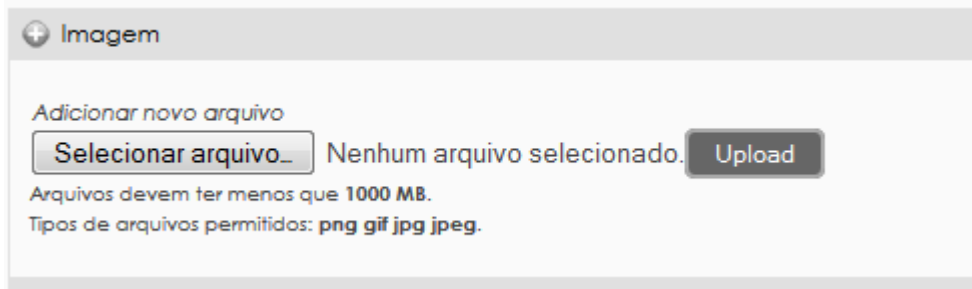 Imagem
Adicionar novo arquivo
Selecionar arquivo... Nenhum arquivo selecionado. Upload
Arquivos devem ter menos que 1000 MB.
Tipos de arquivos permitidos: png gif jpg jpeg.